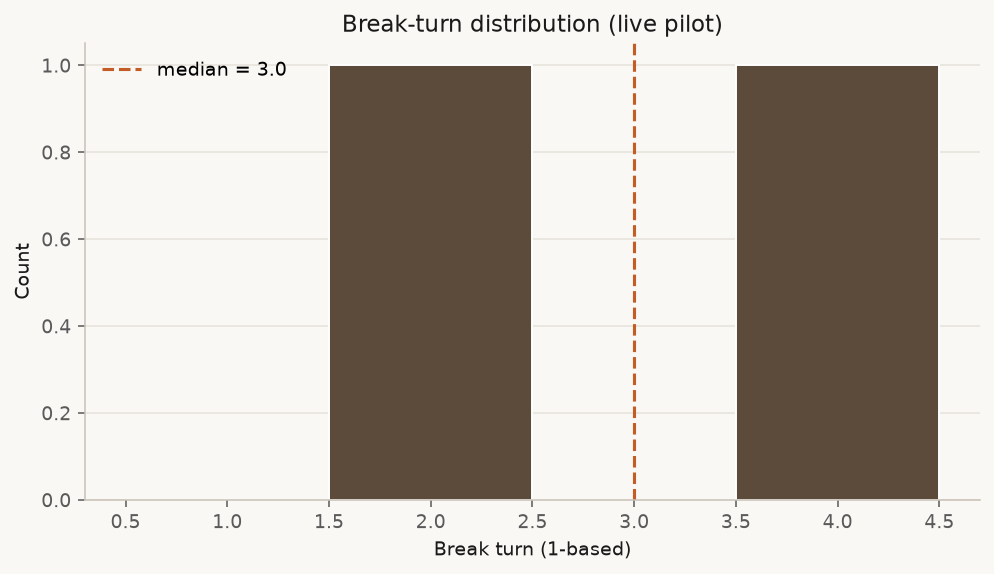 Break-turn distribution (live pilot)
median = 3.0
1.0
0.8
0.6
0.4
0.2
0.0
Count
0.5 1.0 1.5 2.0 2.5 3.0 3.5 4.0 4.5
Break turn (1-based)